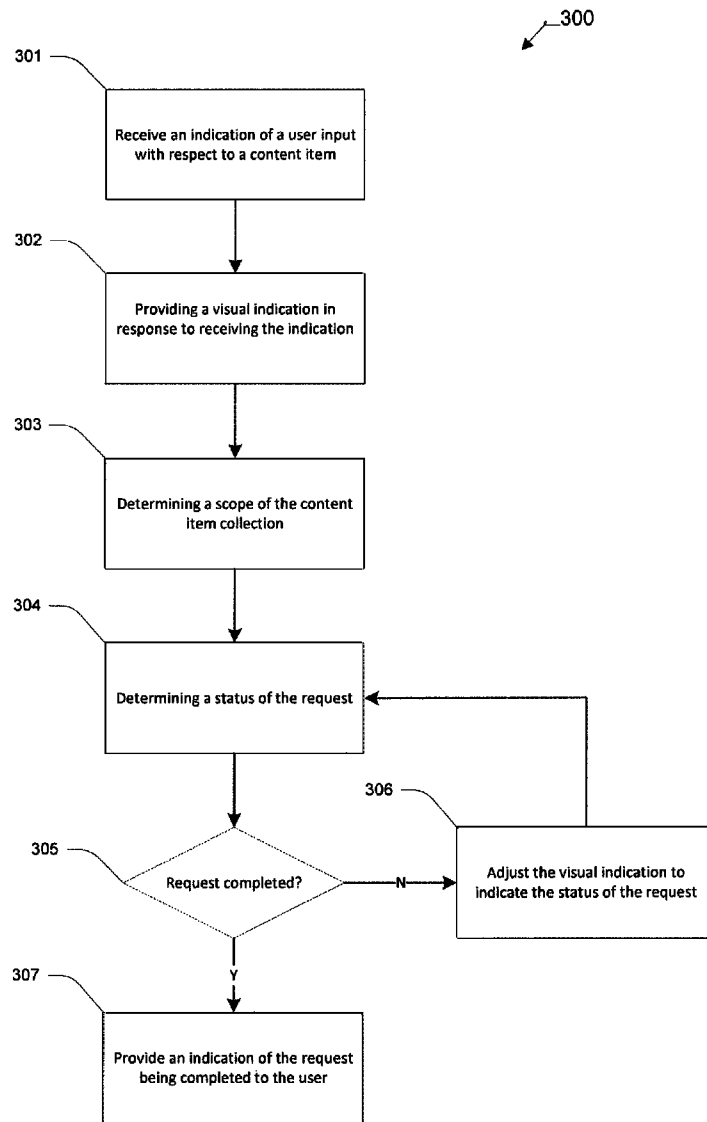 300
301
Receive an indication of a user input
with respect to a content item
302
Providing a visual indication in
response to receiving the indication
303
Determining a scope of the content
item collection
304
Determining a status of the request
305
Request completed?
N
306
Adjust the visual indication to
indicate the status of the request
Y
307
Provide an indication of the request
being completed to the user